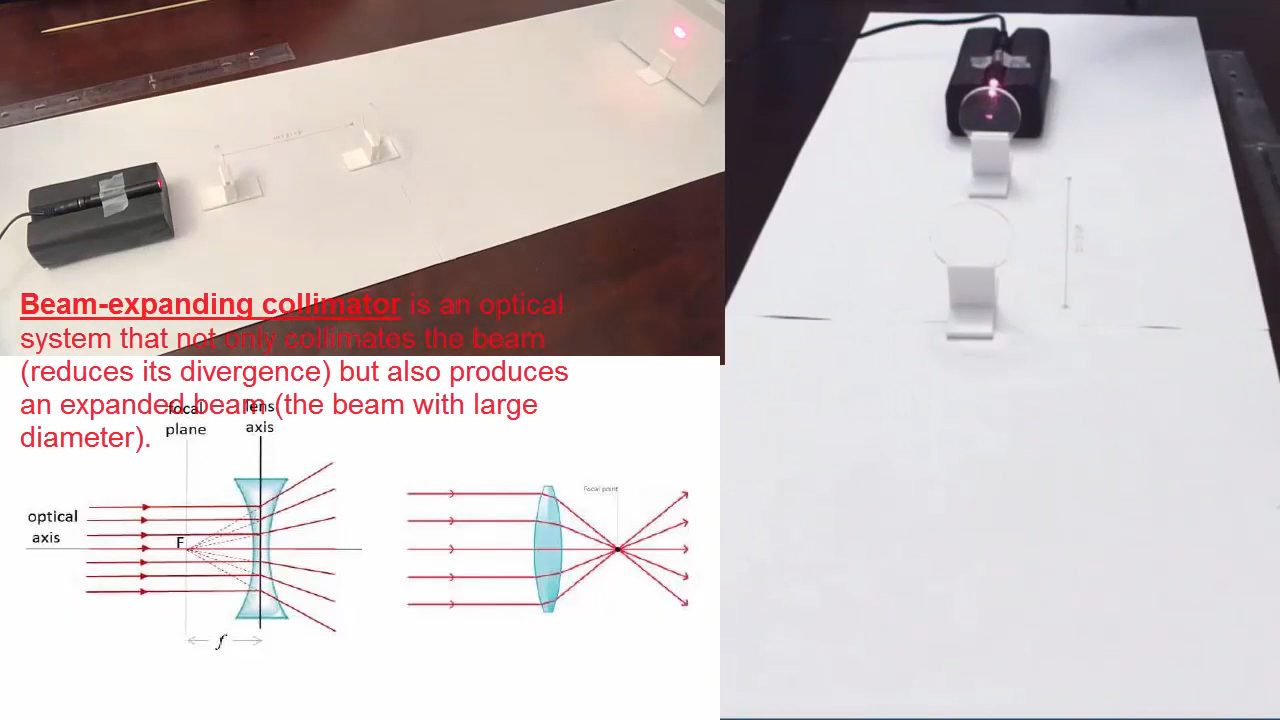 Beam-expanding collimator is an optical
system that not only collimates the beam
(reduces its divergence) but also produces
an expanded beam (the beam with large
diameter).
focal
plane
lens
axis
optical
axis
F
f
Focal point